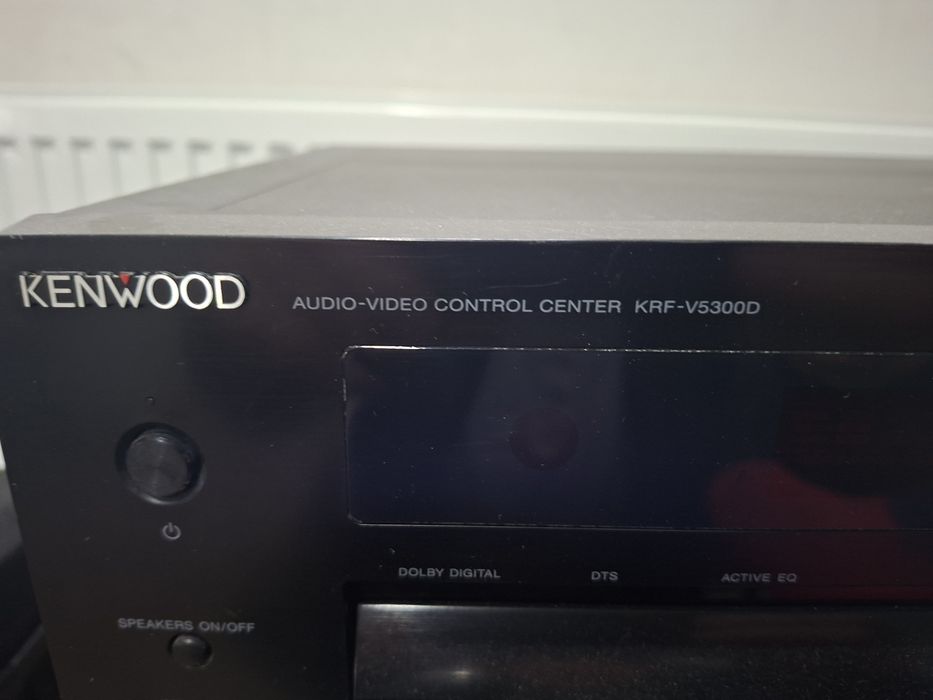 KENWOOD
AUDIO-VIDEO CONTROL CENTER KRF-V5300D
DOLBY DIGITAL
DTS
ACTIVE EQ
SPEAKERS ON/OFF